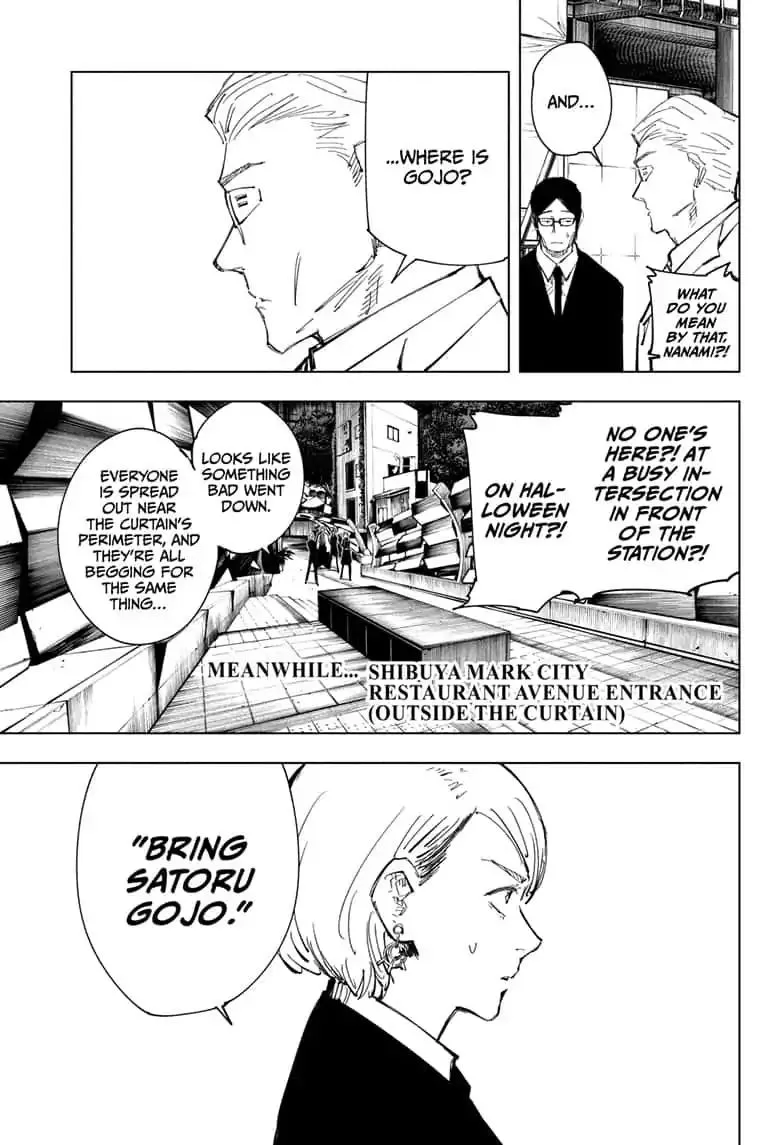 AND...
WHAT
DO YOU
MEAN
BY THAT,
NANAMI?!
...WHERE IS
GOJO?
NO ONE'S
HERE?! AT
A BUSY IN-
TERSECTION
IN FRONT
OF THE
STATION?!
ON HAL-
LOWEEN
NIGHT?!
LOOKS LIKE
SOMETHING
BAD WENT
DOWN.
EVERYONE
IS SPREAD
OUT NEAR
THE CURTAIN'S
PERIMETER, AND
THEY'RE ALL
BEGGING FOR
THE SAME
THING...
MEANWHILE... SHIBUYA MARK CITY
RESTAURANT AVENUE ENTRANCE
(OUTSIDE THE CURTAIN)
"BRING
SATORU
GOJO."